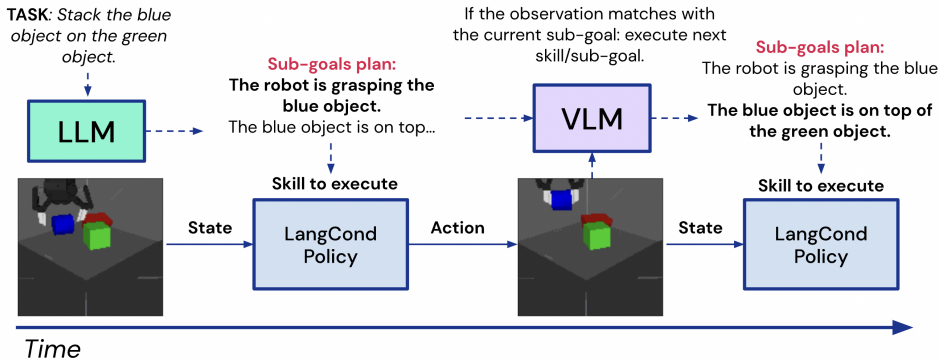 TASK: Stack the blue
object on the green
object.
LLM
Sub-goals plan:
The robot is grasping the
blue object.
The blue object is on top...
If the observation matches with
the current sub-goal: execute next
skill/sub-goal.
VLM
Sub-goals plan:
The robot is grasping the blue
object.
The blue object is on top of
the green object.
State
Skill to execute
LangCond
Policy
Action
State
Skill to execute
LangCond
Policy
Time